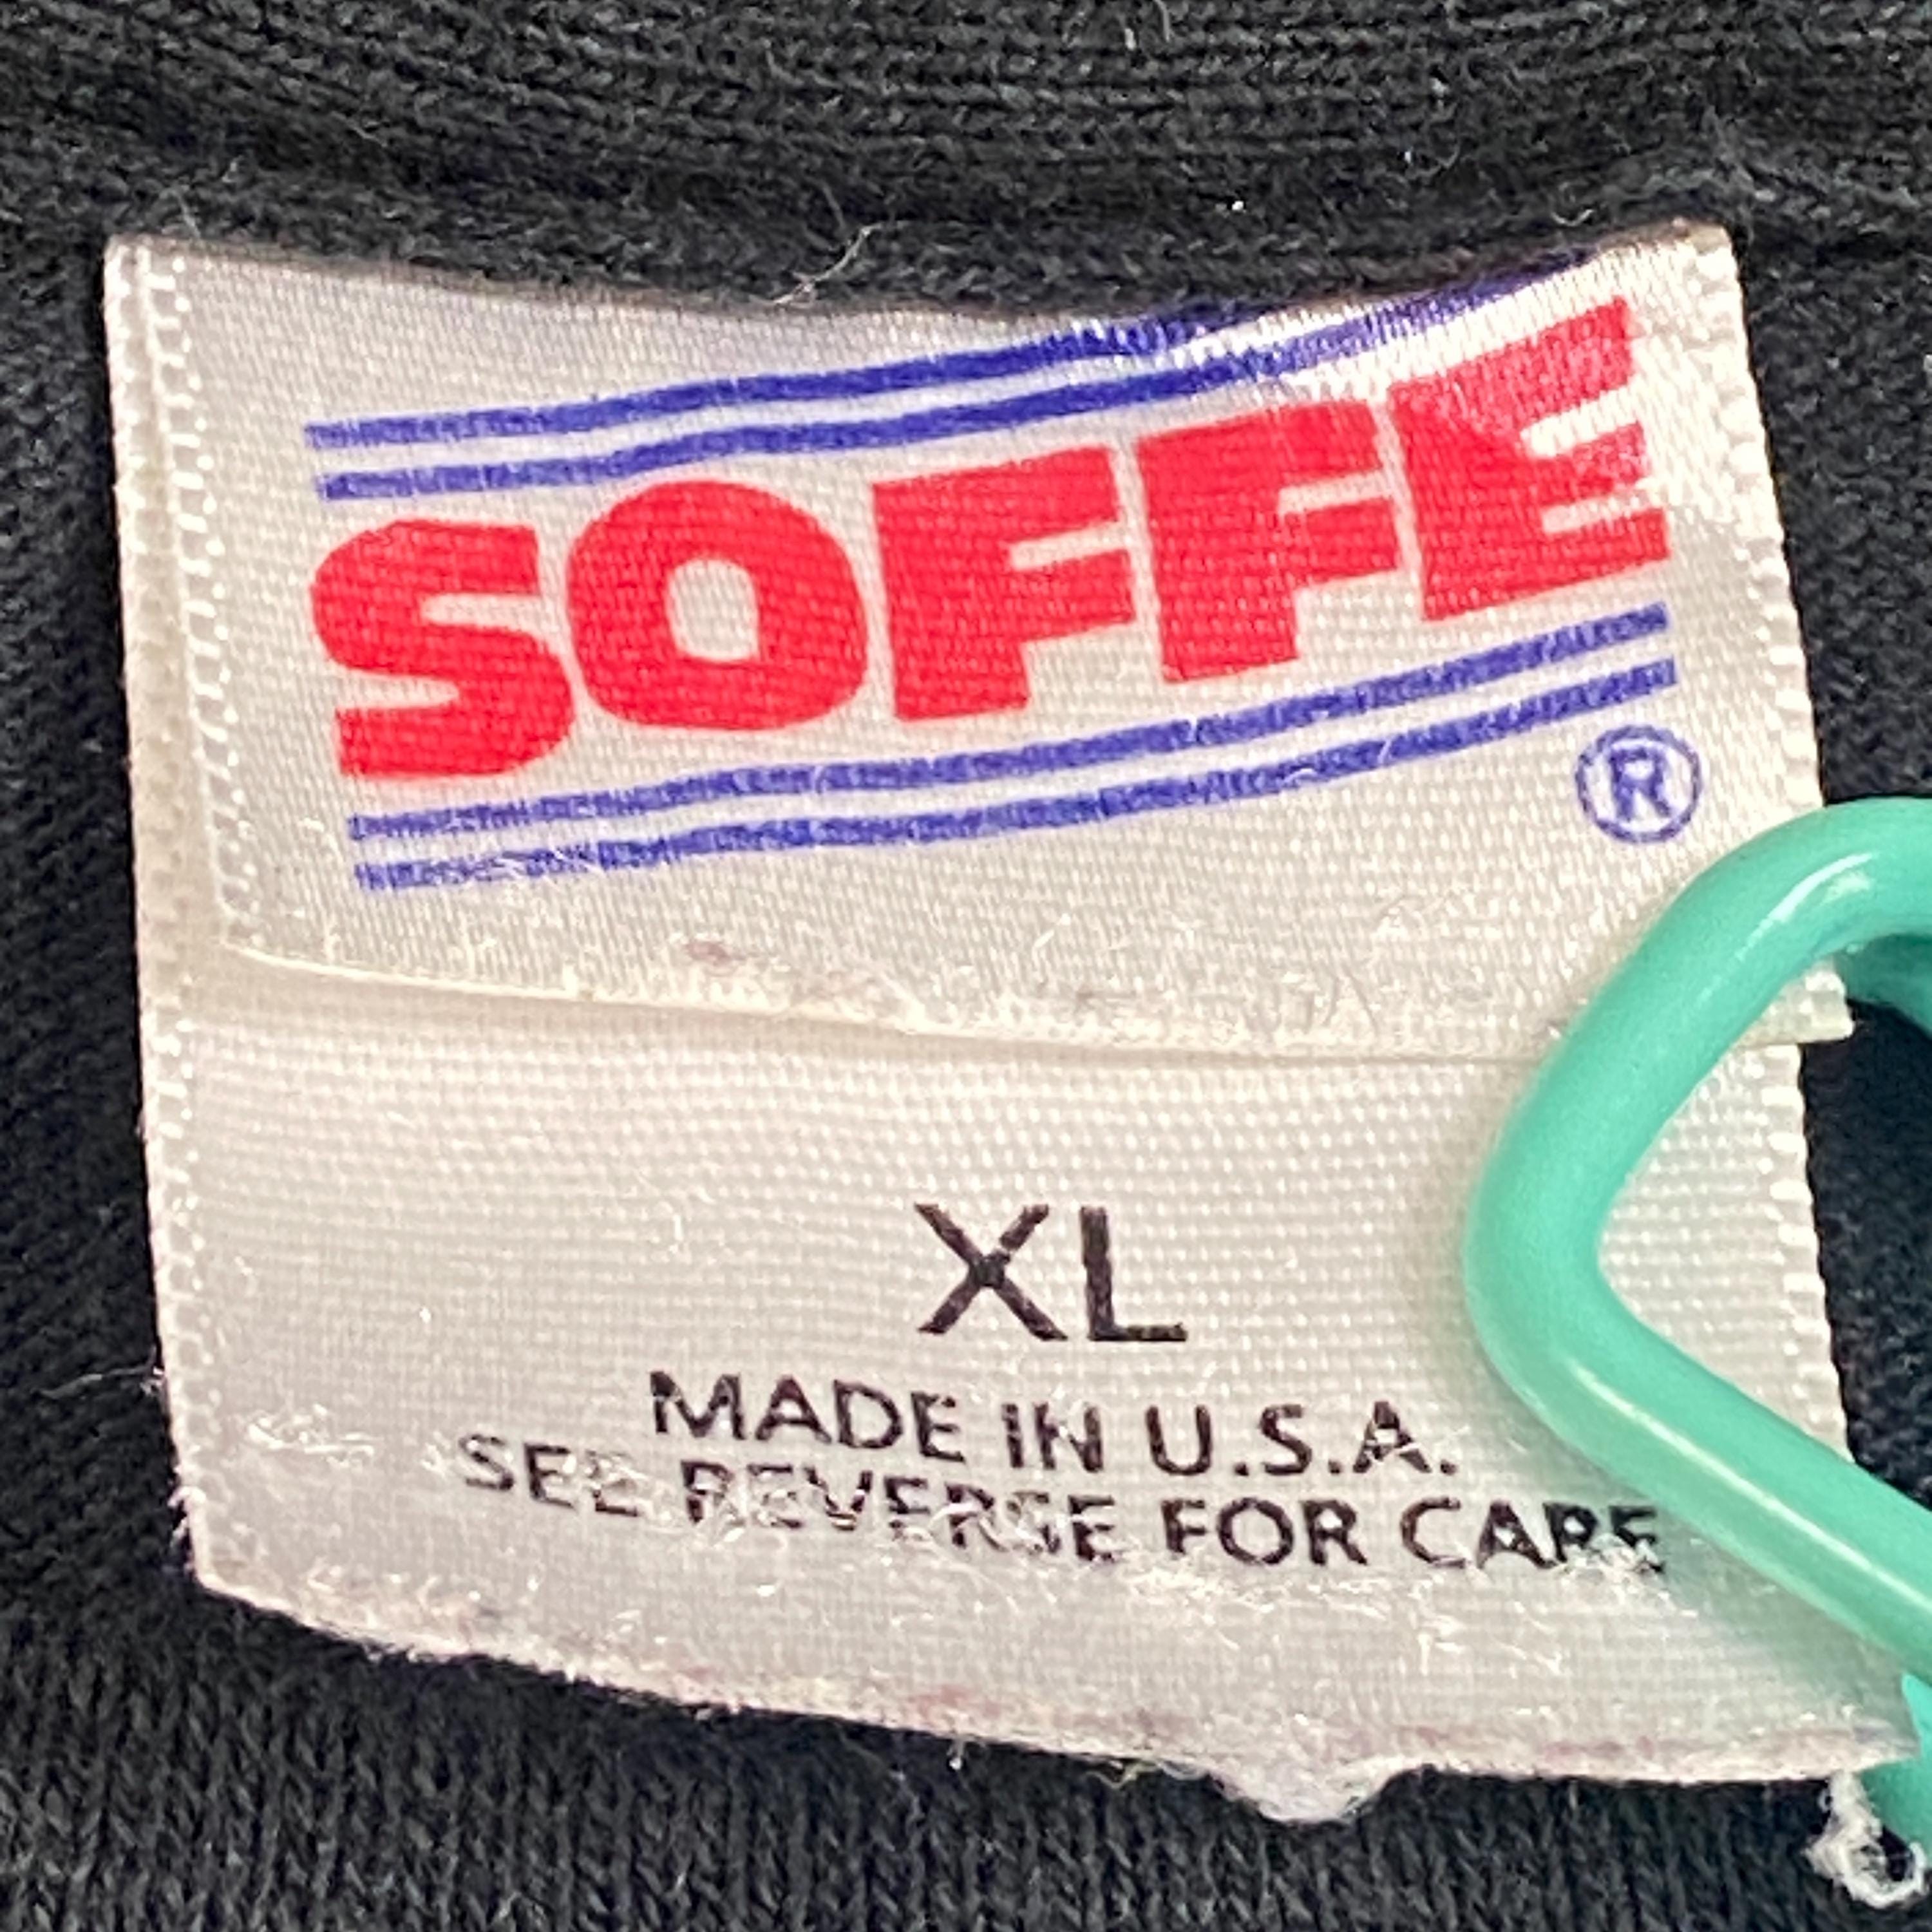 SOFFE
®
XL
MADE IN U.S.A.
SEE REVERSE FOR CARE